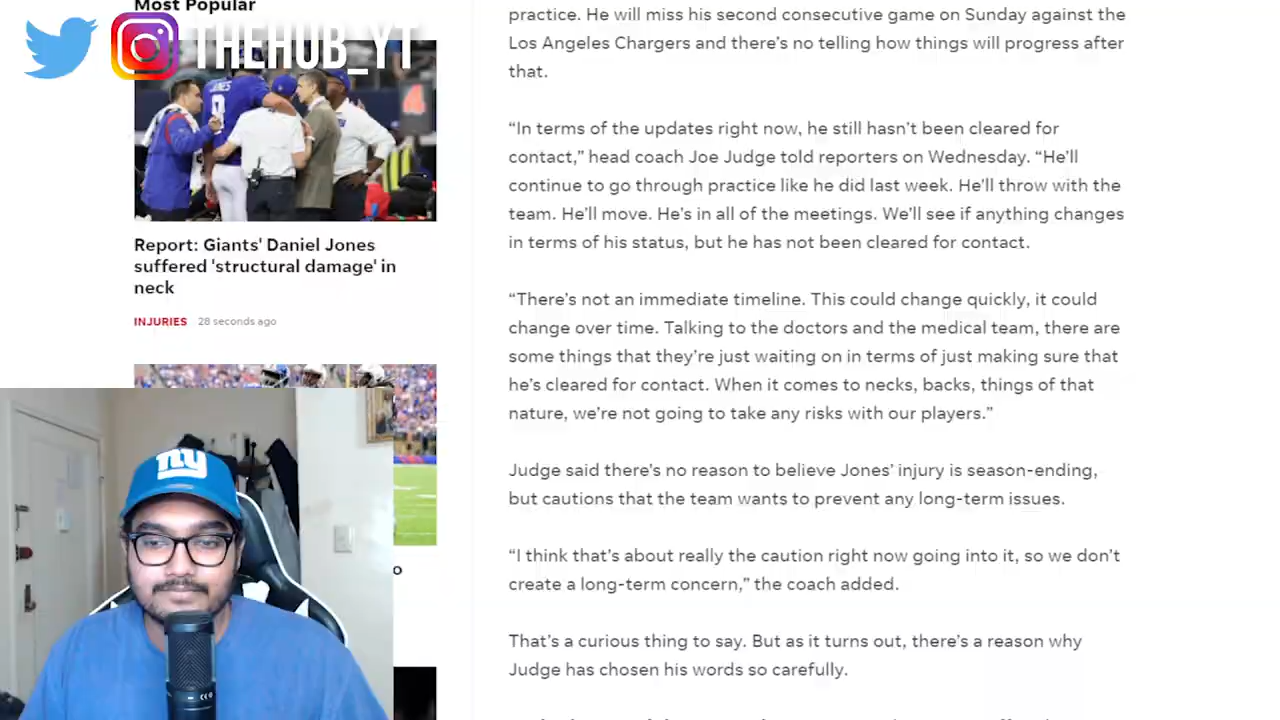 Most Popular
THEHUB_YT
JONES
8
4
Report: Giants' Daniel Jones
suffered 'structural damage' in
neck
INJURIES 28 seconds ago
o
ny
practice. He will miss his second consecutive game on Sunday against the
Los Angeles Chargers and there's no telling how things will progress after
that.
“In terms of the updates right now, he still hasn't been cleared for
contact,” head coach Joe Judge told reporters on Wednesday. “He'll
continue to go through practice like he did last week. He'll throw with the
team. He'll move. He's in all of the meetings. We'll see if anything changes
in terms of his status, but he has not been cleared for contact.
“There's not an immediate timeline. This could change quickly, it could
change over time. Talking to the doctors and the medical team, there are
some things that they're just waiting on in terms of just making sure that
he's cleared for contact. When it comes to necks, backs, things of that
nature, we're not going to take any risks with our players.”
Judge said there's no reason to believe Jones' injury is season-ending,
but cautions that the team wants to prevent any long-term issues.
“I think that's about really the caution right now going into it, so we don't
create a long-term concern,” the coach added.
That's a curious thing to say. But as it turns out, there's a reason why
Judge has chosen his words so carefully.